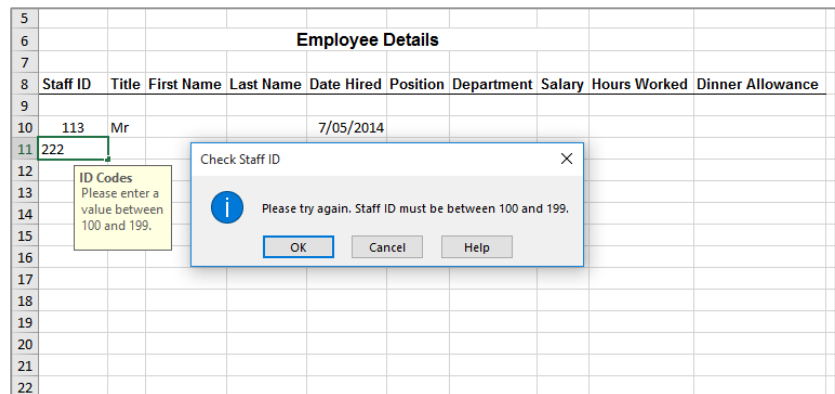 5
6 Employee Details
7
8 Staff ID Title First Name Last Name Date Hired Position Department Salary Hours Worked Dinner Allowance
9
10 113 Mr 7/05/2014
11 222
Check Staff ID
12
ID Codes
13 Please enter a
14 value between
Please try again. Staff ID must be between 100 and 199.
15 100 and 199.
16 OK Cancel Help
17
18
19
20
21
22